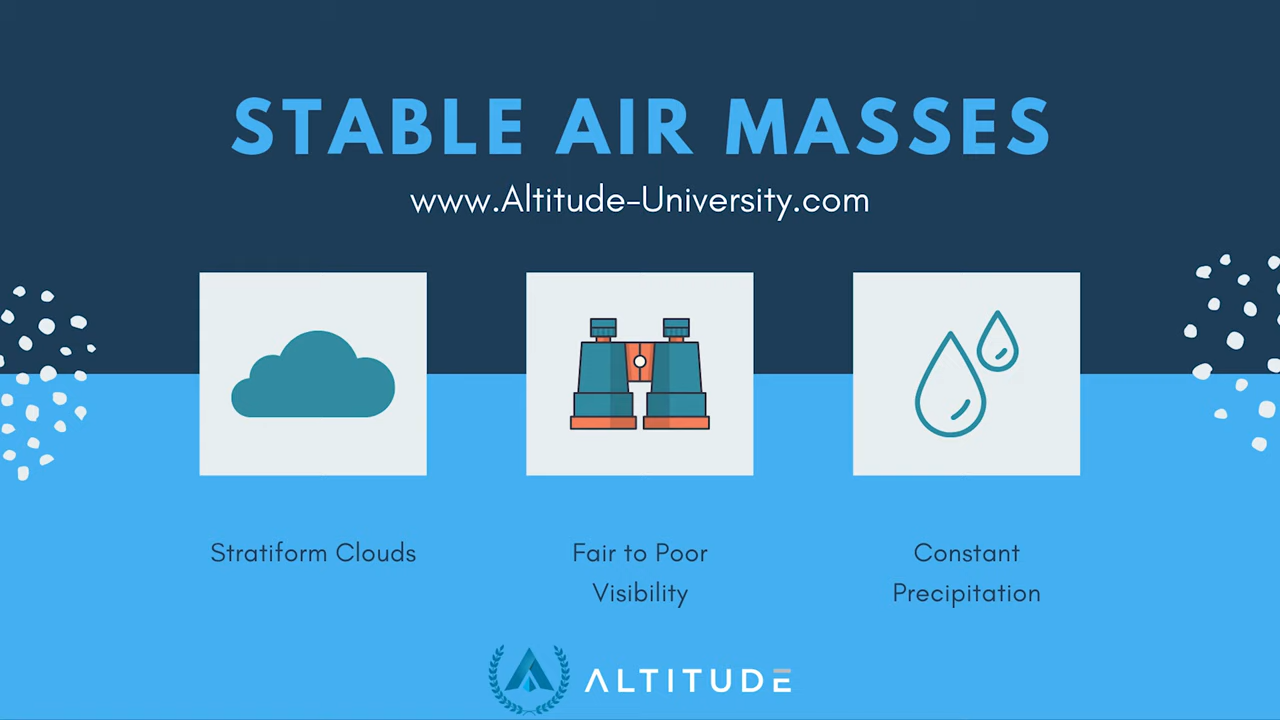 STABLE AIR MASSES
www.Altitude-University.com
Stratiform Clouds
Fair to Poor
Visibility
Constant
Precipitation
ALTITUDE